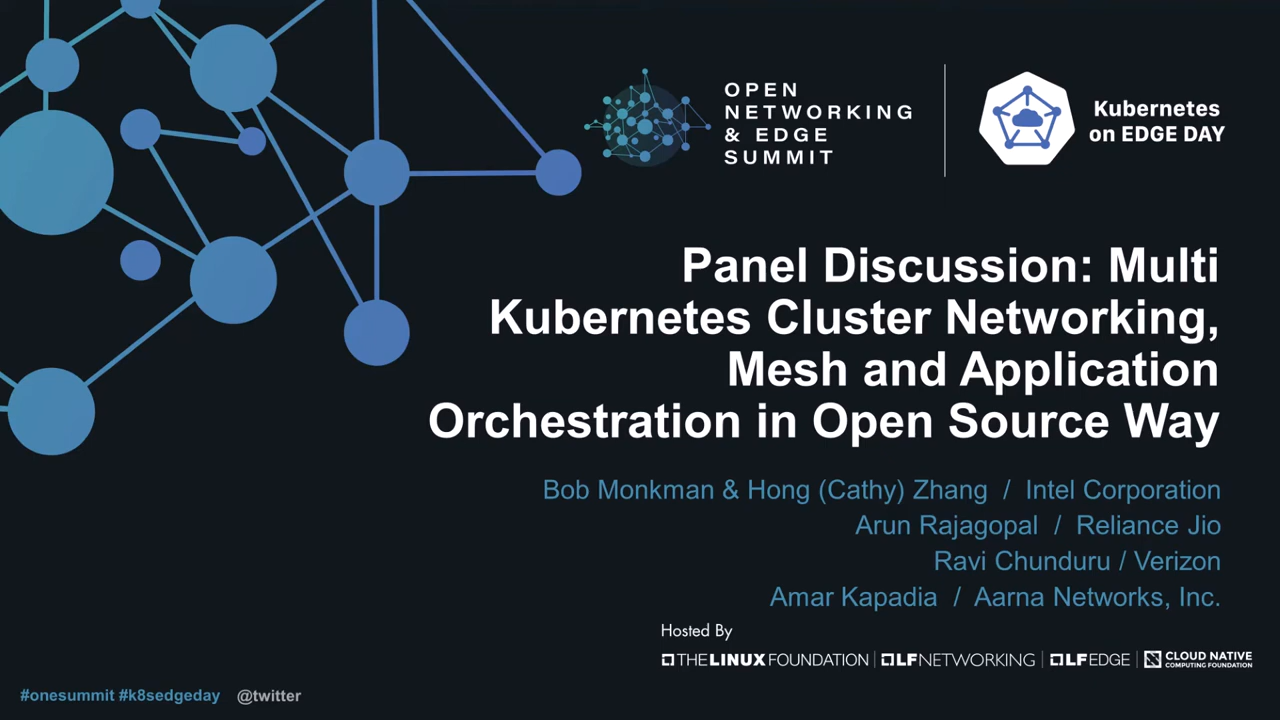 OPEN
NETWORKING
& EDGE
SUMMIT
Kubernetes
on EDGE DAY
Panel Discussion: Multi
Kubernetes Cluster Networking,
Mesh and Application
Orchestration in Open Source Way
Bob Monkman & Hong (Cathy) Zhang / Intel Corporation
Arun Rajagopal / Reliance Jio
Ravi Chunduru / Verizon
Amar Kapadia / Aarna Networks, Inc.
Hosted By
THE LINUX FOUNDATION | LF NETWORKING | LF EDGE | CLOUD NATIVE
COMPUTING FOUNDATION
#onesummit #k8sedgeday @twitter